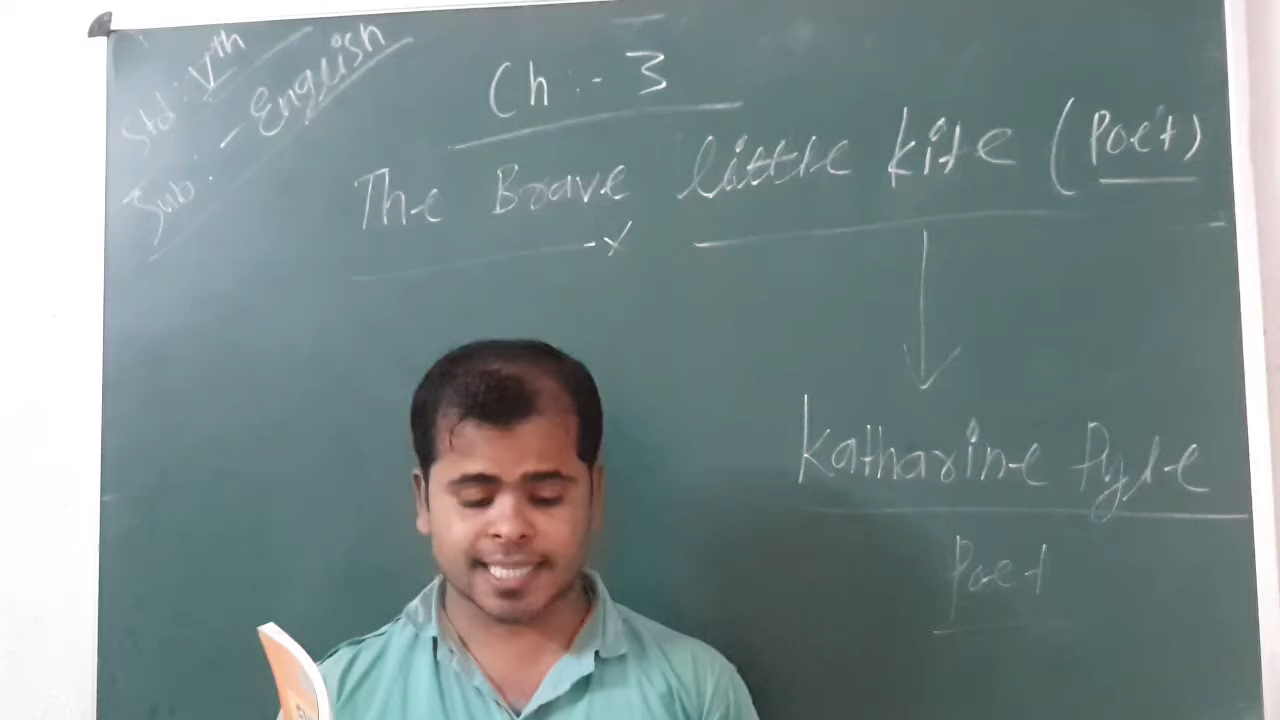 Std : Vth
Sub : - English
Ch :- 3
The Brave little kite (Poet)
Katharine Pyle
Poet